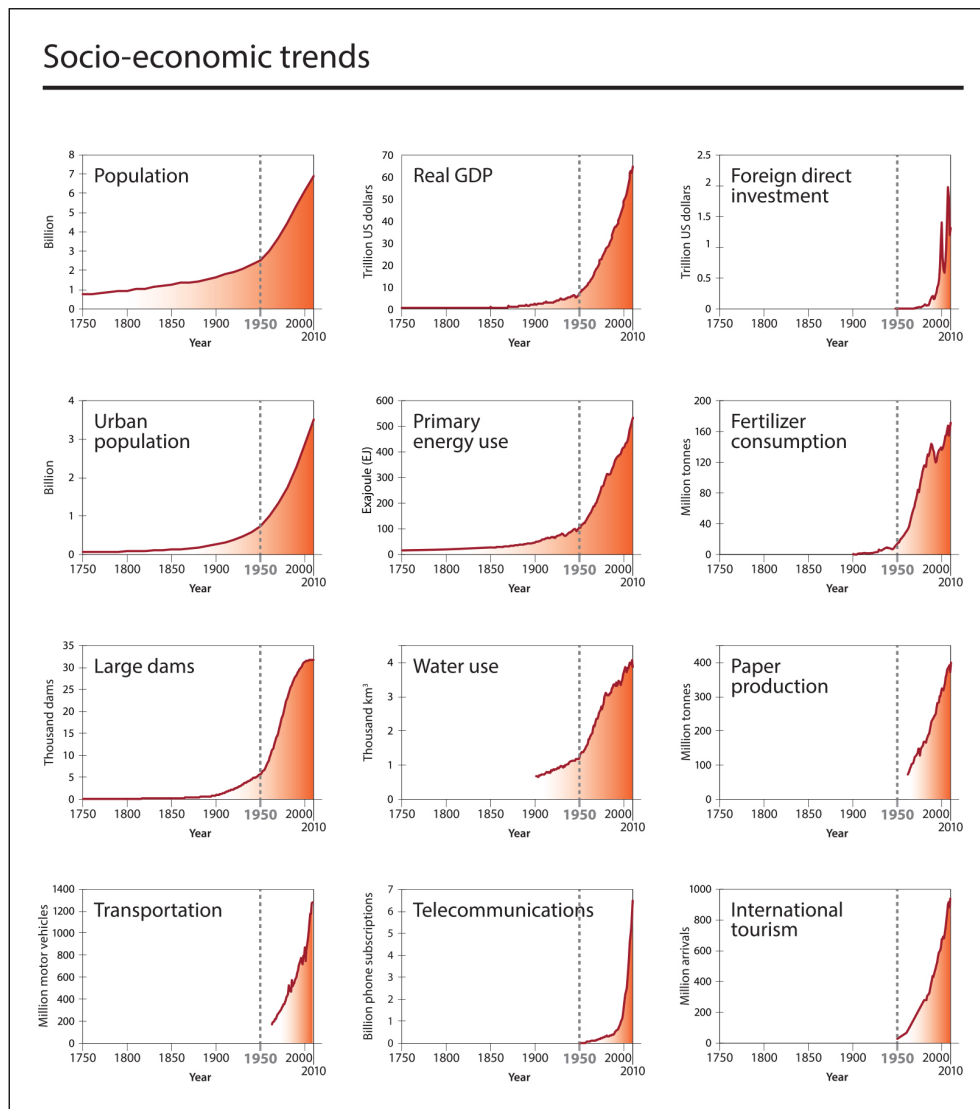 Socio-economic trends
Population
Billion
8
7
6
5
4
3
2
1
0
1750 1800 1850 1900 1950 2000
2010
Year
Real GDP
Trillion US dollars
70
60
50
40
30
20
10
0
1750 1800 1850 1900 1950 2000
2010
Year
Foreign direct
investment
Trillion US dollars
2.5
2
1.5
1
0.5
0
1750 1800 1900 1950 2000
2010
Year
Urban
population
Billion
4
3
2
1
0
1750 1800 1850 1900 1950 2000
2010
Year
Primary
energy use
Exajoule (EJ)
600
500
400
300
200
100
0
1750 1800 1850 1900 1950 2000
2010
Year
Fertilizer
consumption
Million tonnes
200
160
120
80
40
0
1750 1800 1900 1950 2000
2010
Year
Large dams
Thousand dams
35
30
25
20
15
10
5
0
1750 1800 1850 1900 1950 2000
2010
Year
Water use
Thousand km³
4
3
2
1
0
1750 1800 1850 1900 1950 2000
2010
Year
Paper
production
Million tonnes
400
300
200
100
0
1750 1800 1900 1950 2000
2010
Year
Transportation
Million motor vehicles
1400
1200
1000
800
600
400
200
0
1750 1800 1850 1900 1950 2000
2010
Year
Telecommunications
Billion phone subscriptions
7
6
5
4
3
2
1
0
1750 1800 1850 1900 1950 2000
2010
Year
International
tourism
Million arrivals
1000
800
600
400
200
0
1750 1800 1900 1950 2000
2010
Year